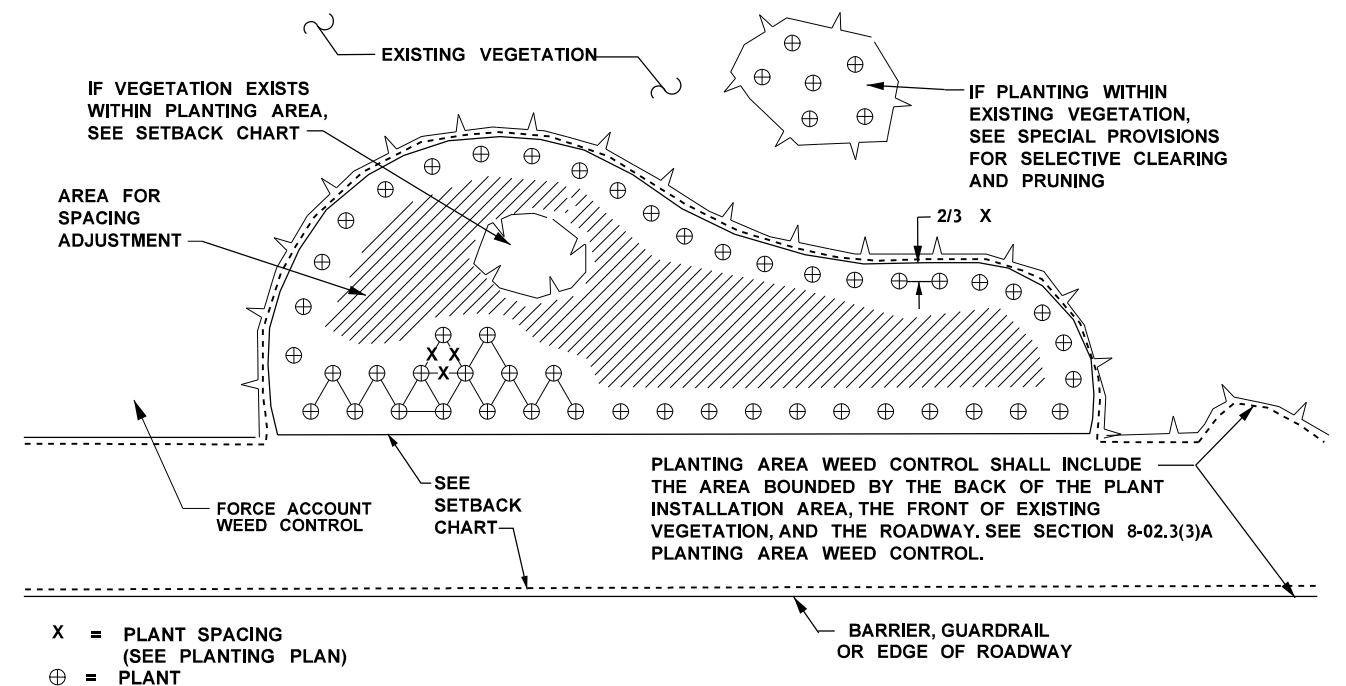 EXISTING VEGETATION
IF VEGETATION EXISTS
WITHIN PLANTING AREA,
SEE SETBACK CHART
IF PLANTING WITHIN
EXISTING VEGETATION,
SEE SPECIAL PROVISIONS
FOR SELECTIVE CLEARING
AND PRUNING
AREA FOR
SPACING
ADJUSTMENT
2/3 X
X X
X
SEE
SETBACK
CHART
FORCE ACCOUNT
WEED CONTROL
PLANTING AREA WEED CONTROL SHALL INCLUDE
THE AREA BOUNDED BY THE BACK OF THE PLANT
INSTALLATION AREA, THE FRONT OF EXISTING
VEGETATION, AND THE ROADWAY. SEE SECTION 8-02.3(3)A
PLANTING AREA WEED CONTROL.
BARRIER, GUARDRAIL
OR EDGE OF ROADWAY
X = PLANT SPACING
(SEE PLANTING PLAN)
⊕ = PLANT